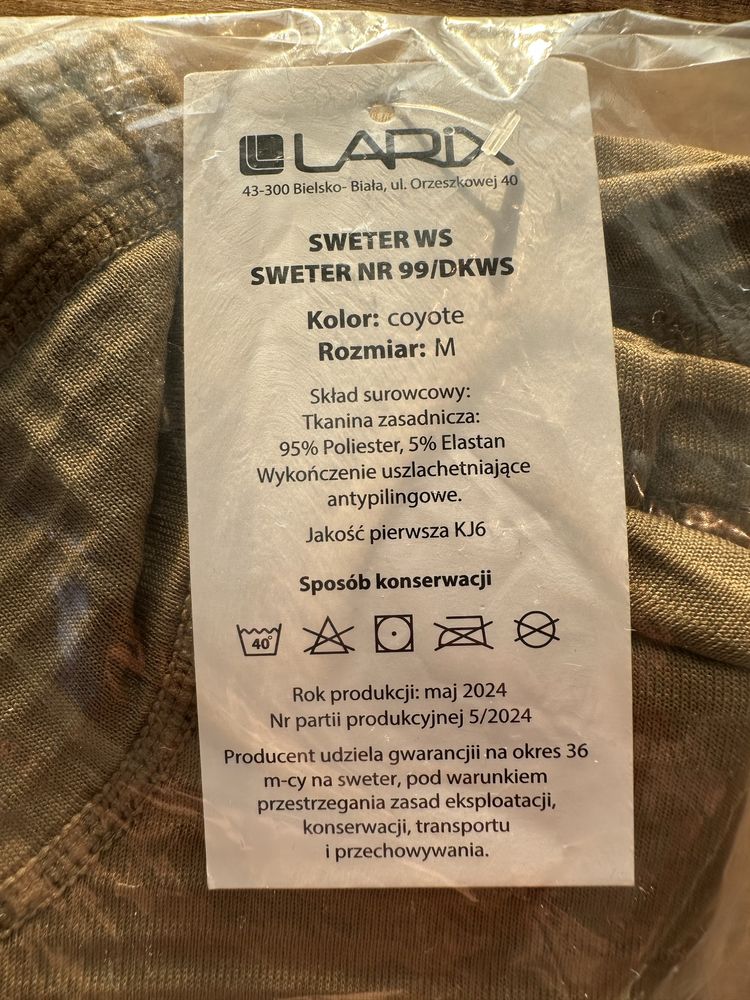 LARIX
43-300 Bielsko- Biała, ul. Orzeszkowej 40
SWETER WS
SWETER NR 99/DKWS
Kolor: coyote
Rozmiar: M
Skład surowcowy:
Tkanina zasadnicza:
95% Poliester, 5% Elastan
Wykończenie uszlachetniające
antypilingowe.
Jakość pierwsza KJ6
Sposób konserwacji
40°
Rok produkcji: maj 2024
Nr partii produkcyjnej 5/2024
Producent udziela gwarancjii na okres 36
m-cy na sweter, pod warunkiem
przestrzegania zasad eksploatacji,
konserwacji, transportu
i przechowywania.